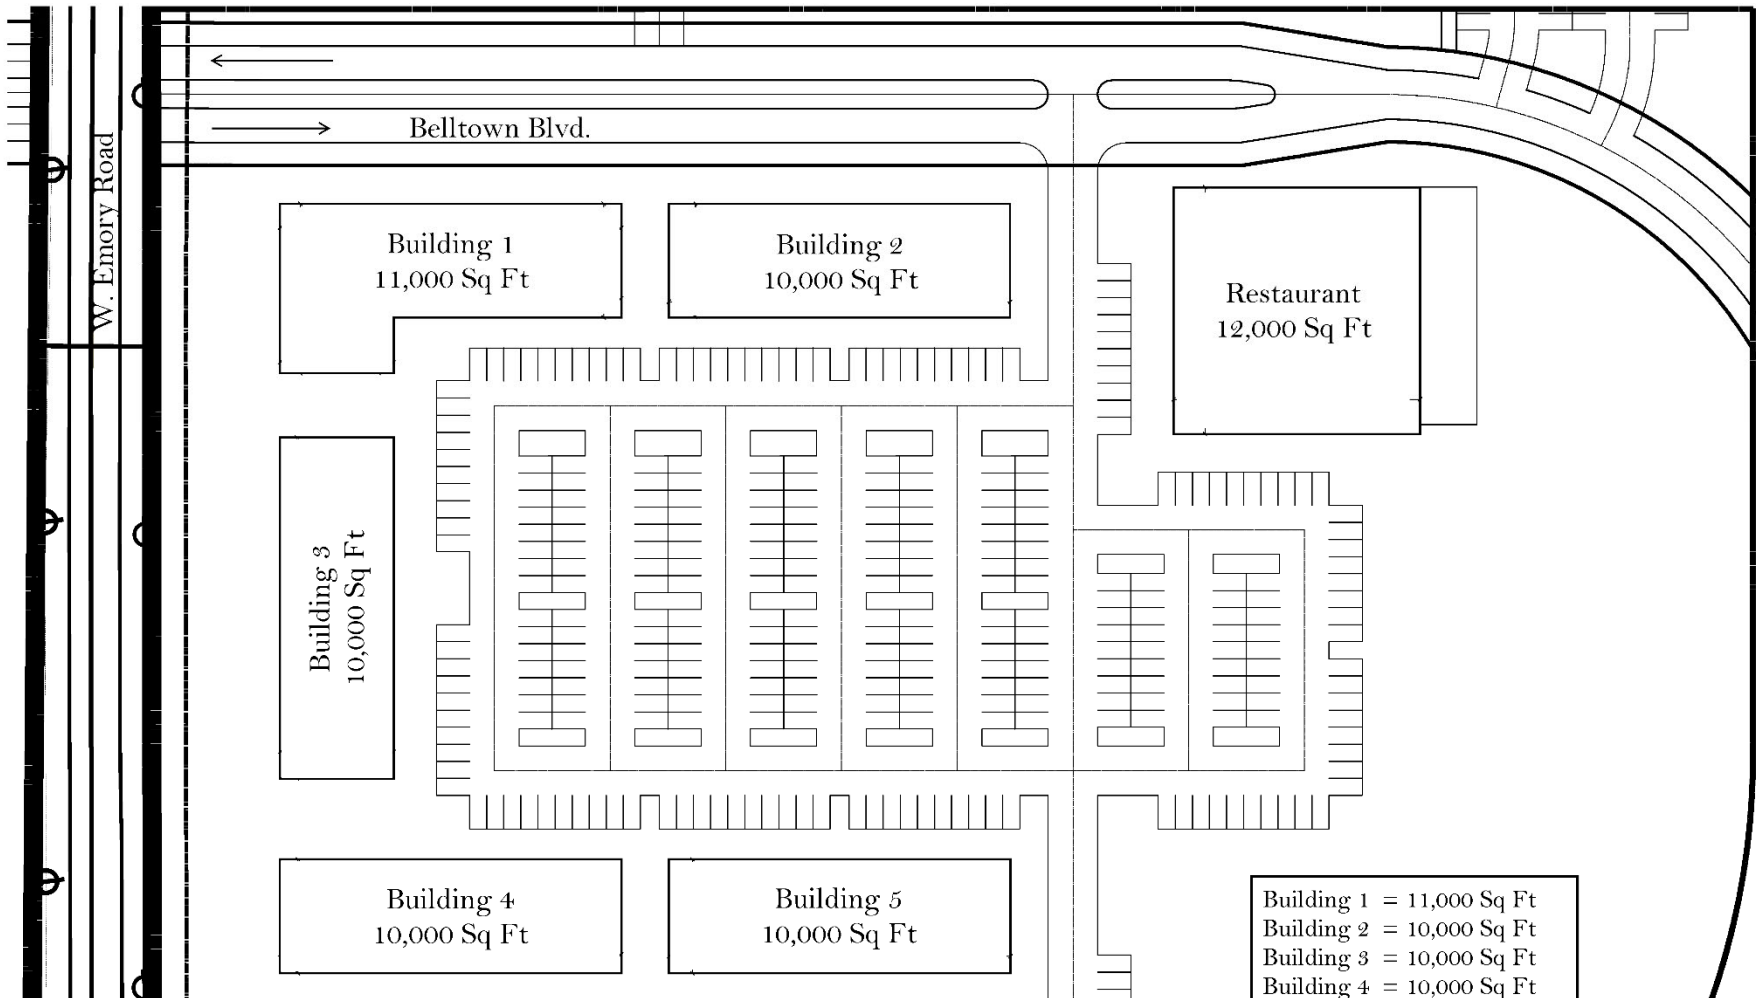 Belltown Blvd.
W. Emory Road
Building 1
11,000 Sq Ft
Building 2
10,000 Sq Ft
Restaurant
12,000 Sq Ft
Building 3
10,000 Sq Ft
Building 4
10,000 Sq Ft
Building 5
10,000 Sq Ft
Building 1 = 11,000 Sq Ft
Building 2 = 10,000 Sq Ft
Building 3 = 10,000 Sq Ft
Building 4 = 10,000 Sq Ft